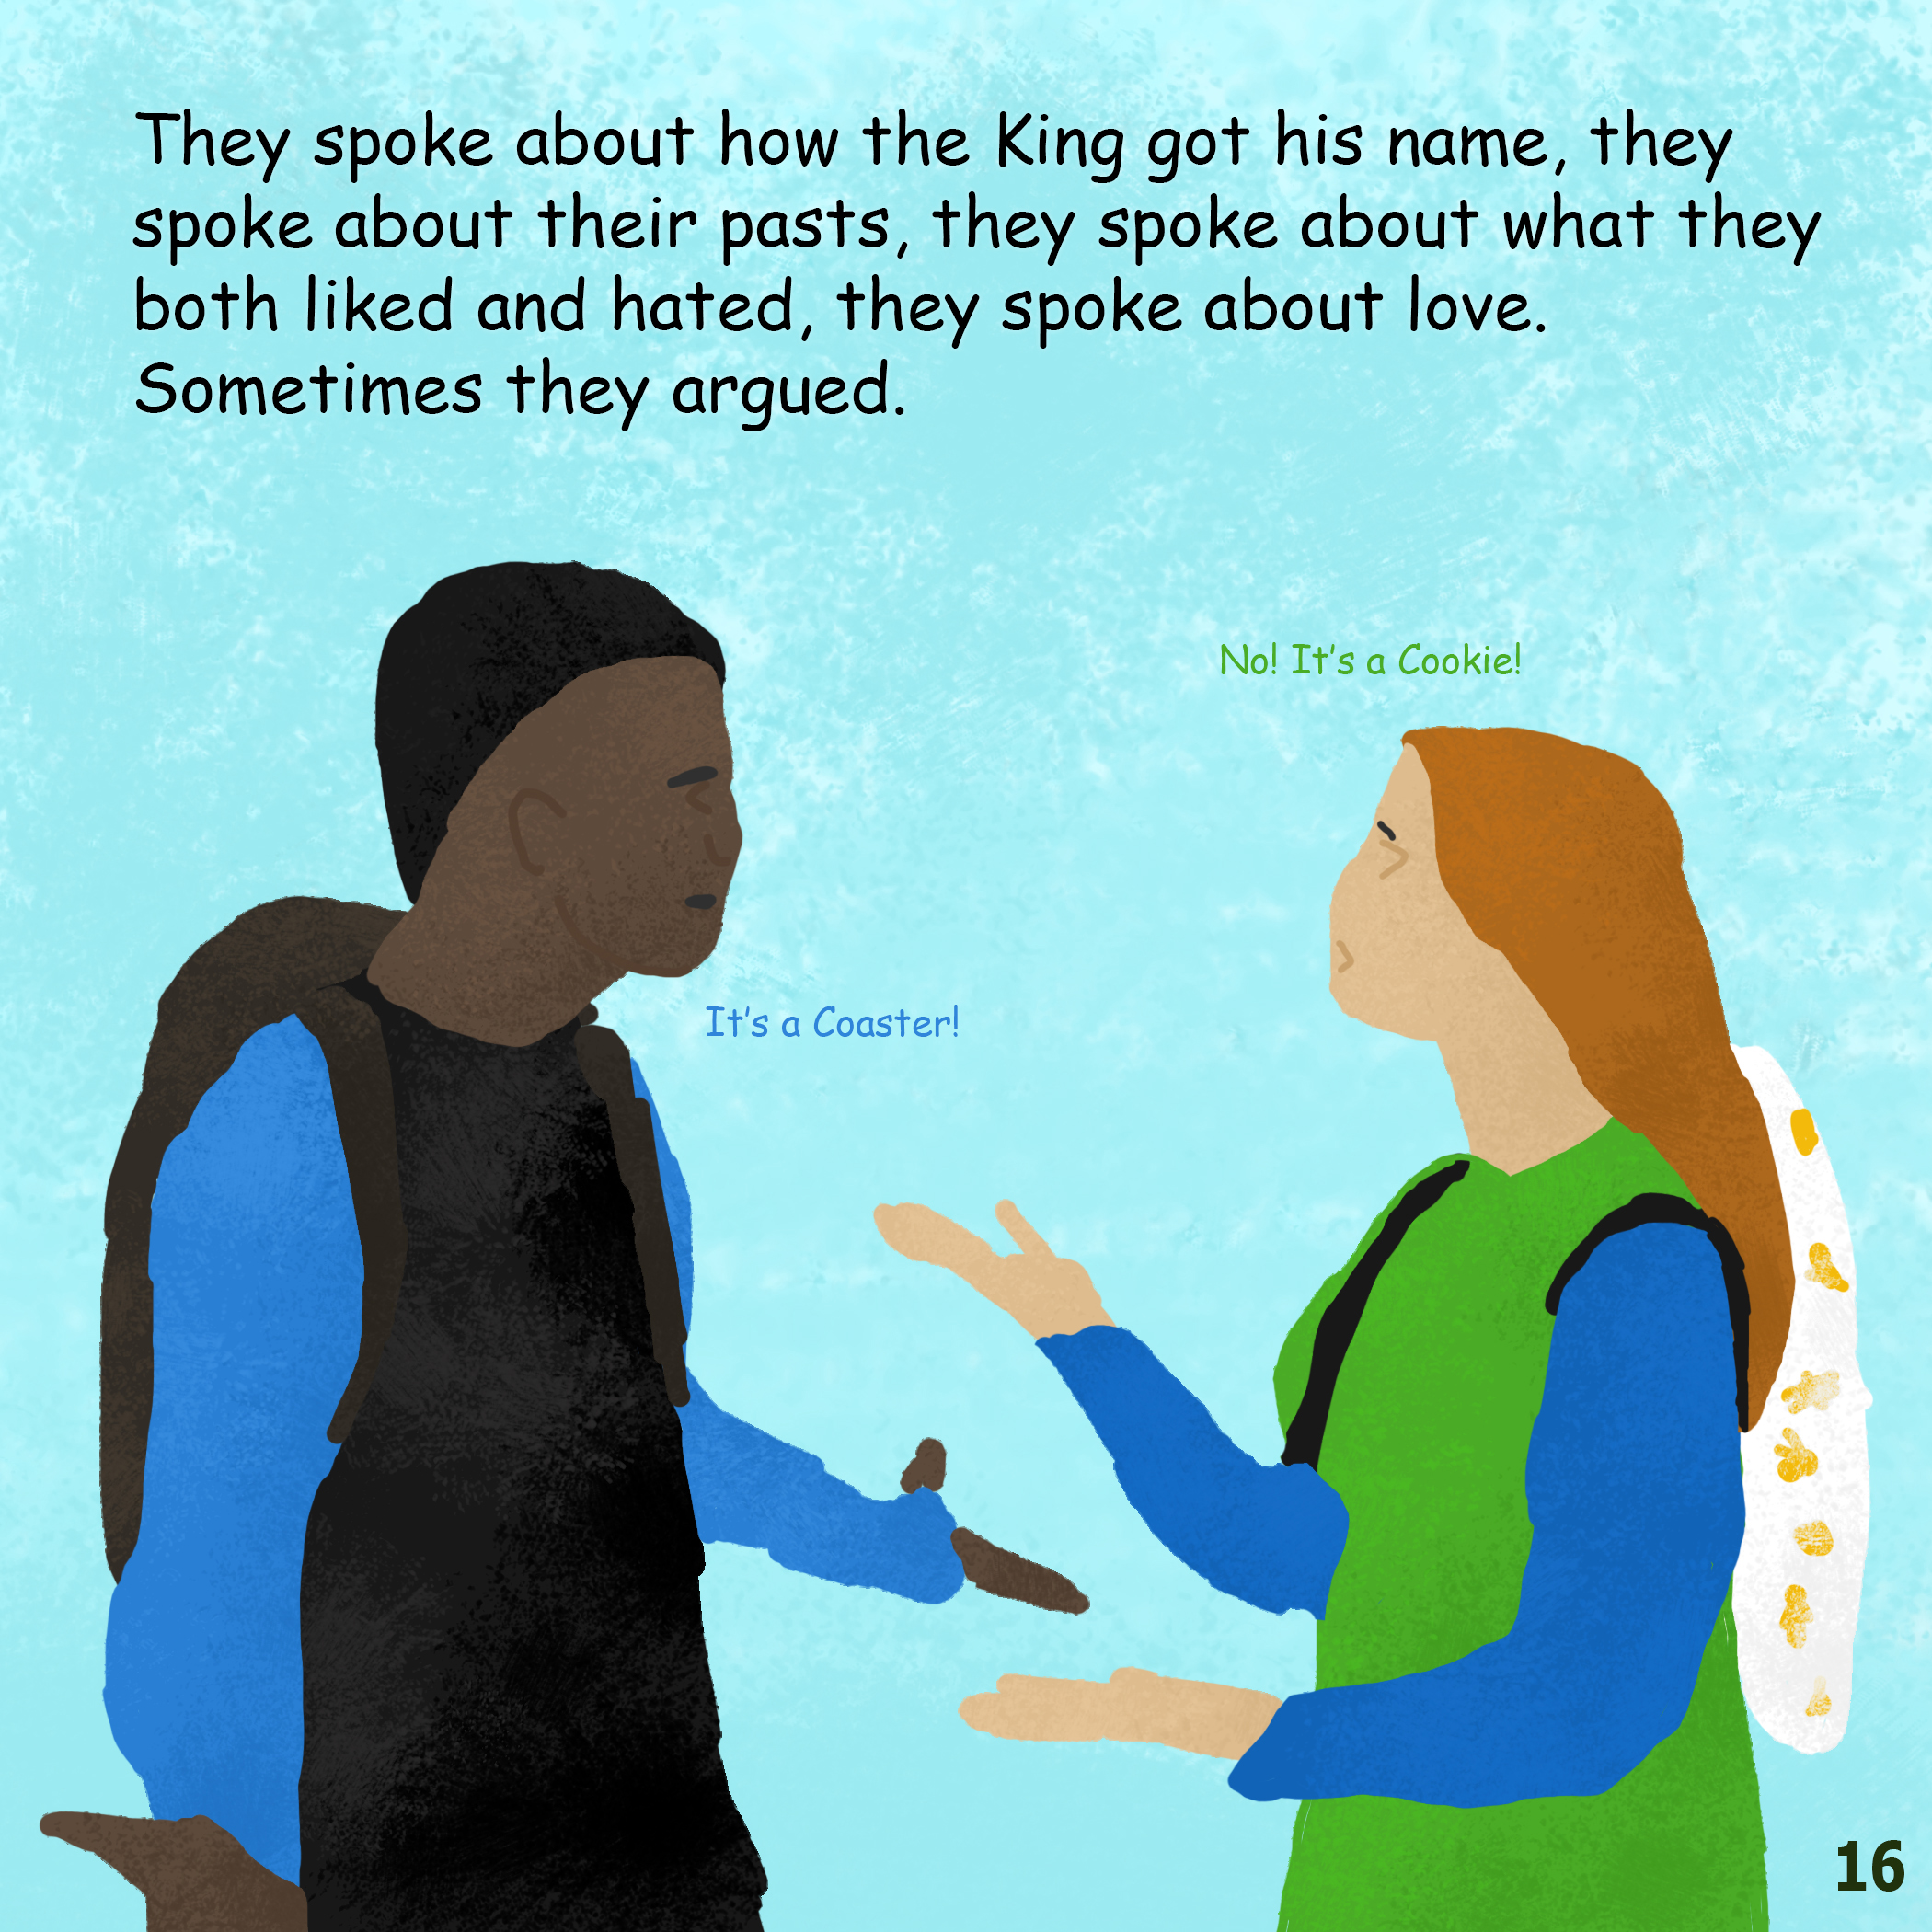 They spoke about how the King got his name, they
spoke about their pasts, they spoke about what they
both liked and hated, they spoke about love.
Sometimes they argued.
No! It's a Cookie!
It's a Coaster!
16